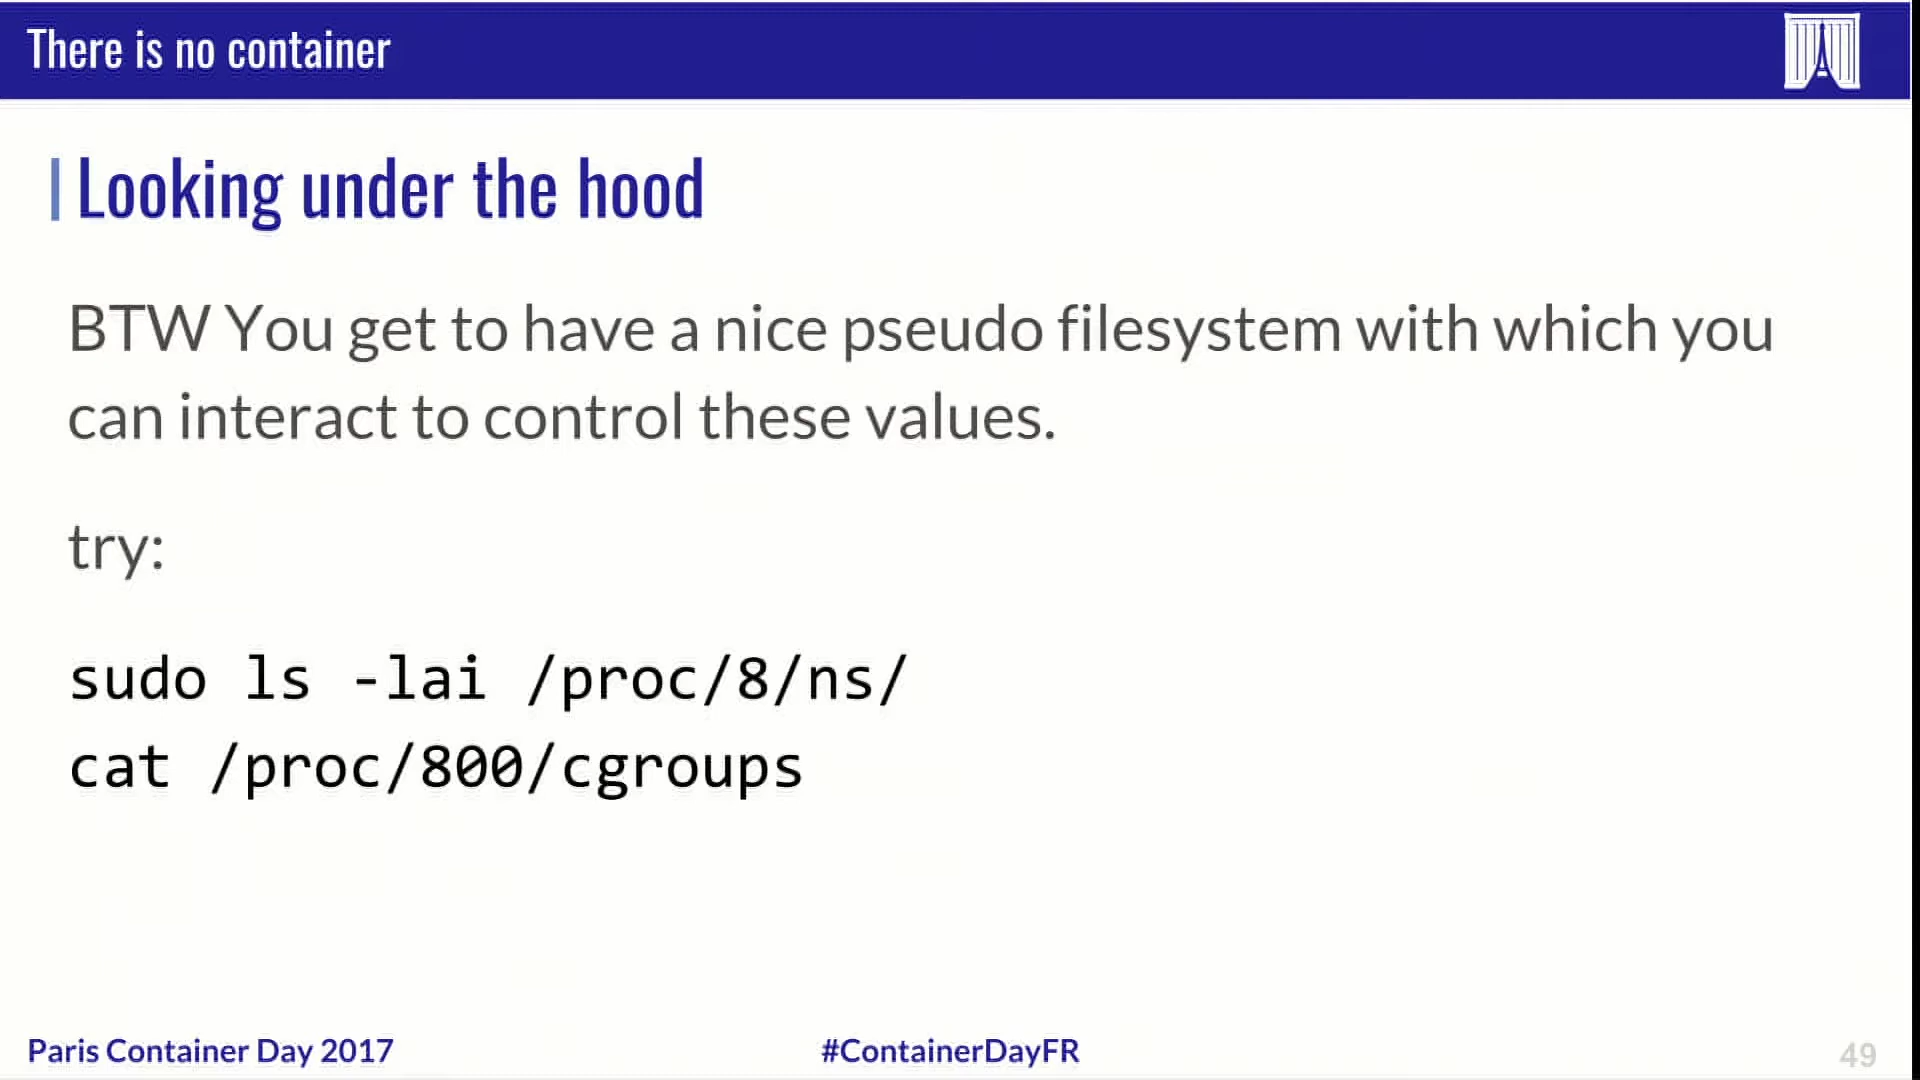 There is no container
Looking under the hood
BTW You get to have a nice pseudo filesystem with which you
can interact to control these values.
try:
sudo ls -lai /proc/8/ns/
cat /proc/800/cgroups
Paris Container Day 2017
#ContainerDayFR
49